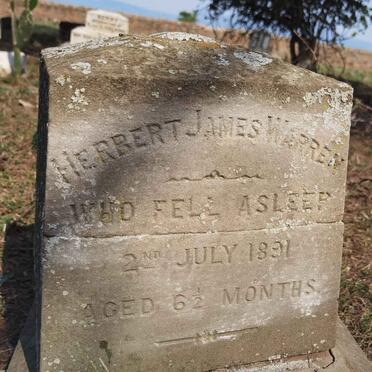 HERBERT JAMES WARREN
WHO FELL ASLEEP
2ND JULY 1891
AGED 6½ MONTHS.